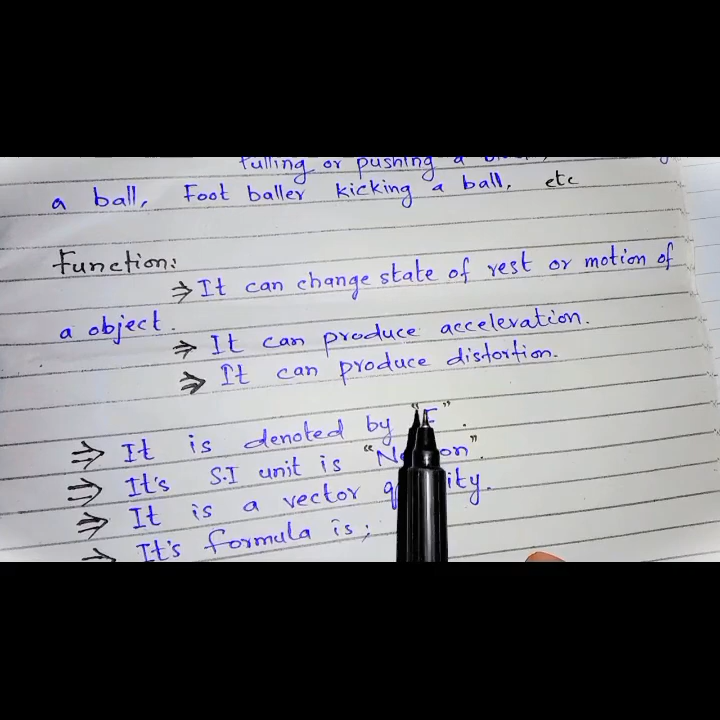 Pulling or pushing a
a ball, Foot baller kicking a ball, etc
Function:
⇒ It can change state of rest or motion of
a object.
⇒ It can produce acceleration.
⇒ It can produce distortion.
⇒ It is denoted by "F".
⇒ It's S.I unit is "
⇒ It is a vector
⇒ It's formula is;